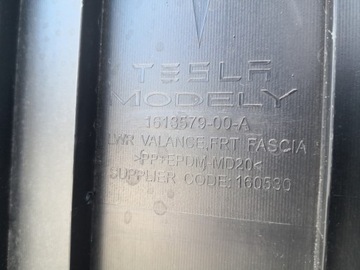 TESLA
MODELY
1613579-00-A
LWR VALANCE,FRT FASCIA
>PP+EPDM-MD20<
SUPPLIER CODE:160530